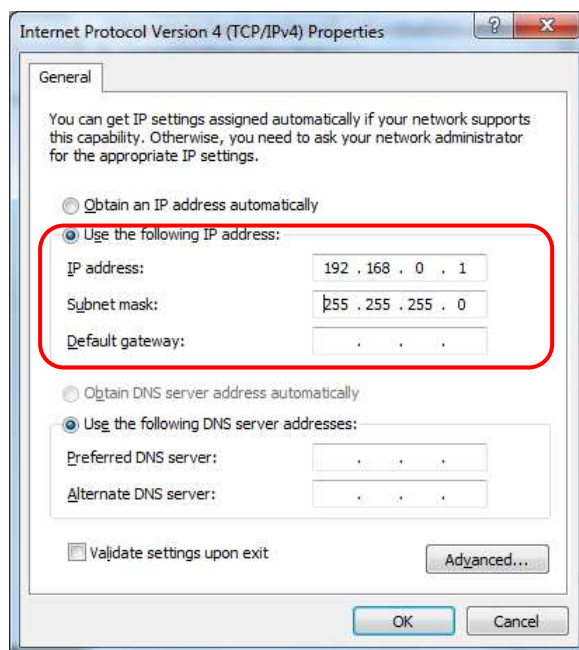 Internet Protocol Version 4 (TCP/IPv4) Properties
General
You can get IP settings assigned automatically if your network supports
this capability. Otherwise, you need to ask your network administrator
for the appropriate IP settings.
Obtain an IP address automatically
Use the following IP address:
IP address: 192 . 168 . 0 . 1
Subnet mask: 255 . 255 . 255 . 0
Default gateway: . . .
Obtain DNS server address automatically
Use the following DNS server addresses:
Preferred DNS server: . . .
Alternate DNS server: . . .
Validate settings upon exit
Advanced...
OK Cancel